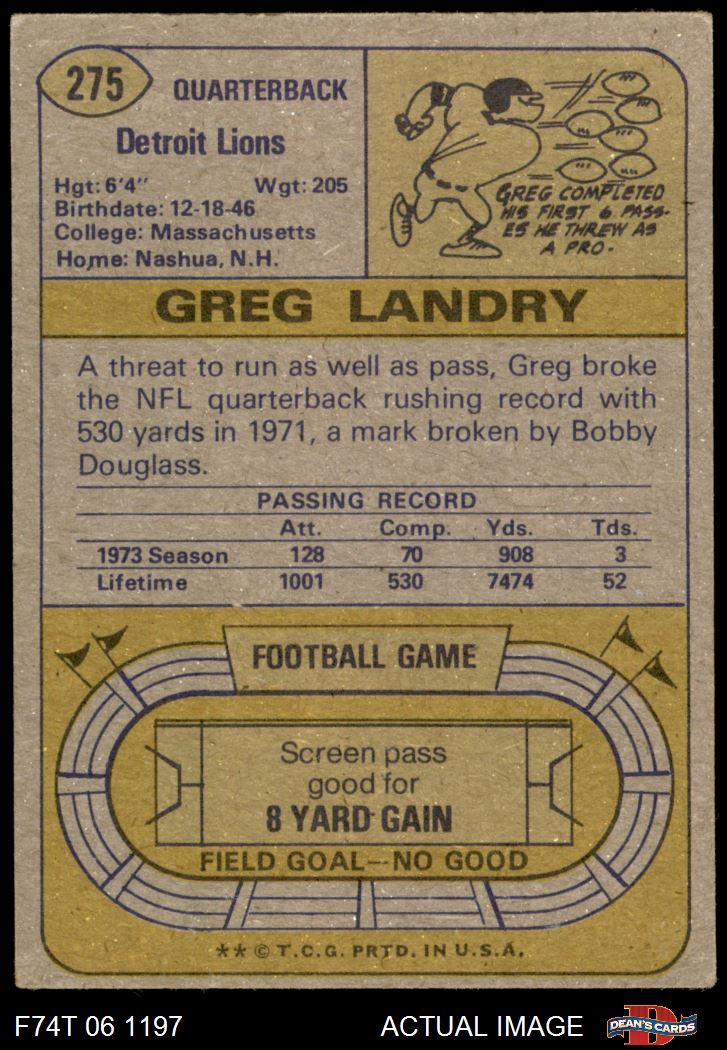 275
QUARTERBACK
Detroit Lions
Hgt: 6'4" Wgt: 205
Birthdate: 12-18-46
College: Massachusetts
Home: Nashua, N.H.
GREG COMPLETED
HIS FIRST 6 PASS-
ES HE THREW AS
A PRO.
GREG LANDRY
A threat to run as well as pass, Greg broke
the NFL quarterback rushing record with
530 yards in 1971, a mark broken by Bobby
Douglass.
PASSING RECORD
Att. Comp. Yds. Tds.
1973 Season 128 70 908 3
Lifetime 1001 530 7474 52
FOOTBALL GAME
Screen pass
good for
8 YARD GAIN
FIELD GOAL—NO GOOD
** © T.C.G. PRTD. IN U.S.A.
F74T 06 1197 ACTUAL IMAGE
DEAN'S CARDS